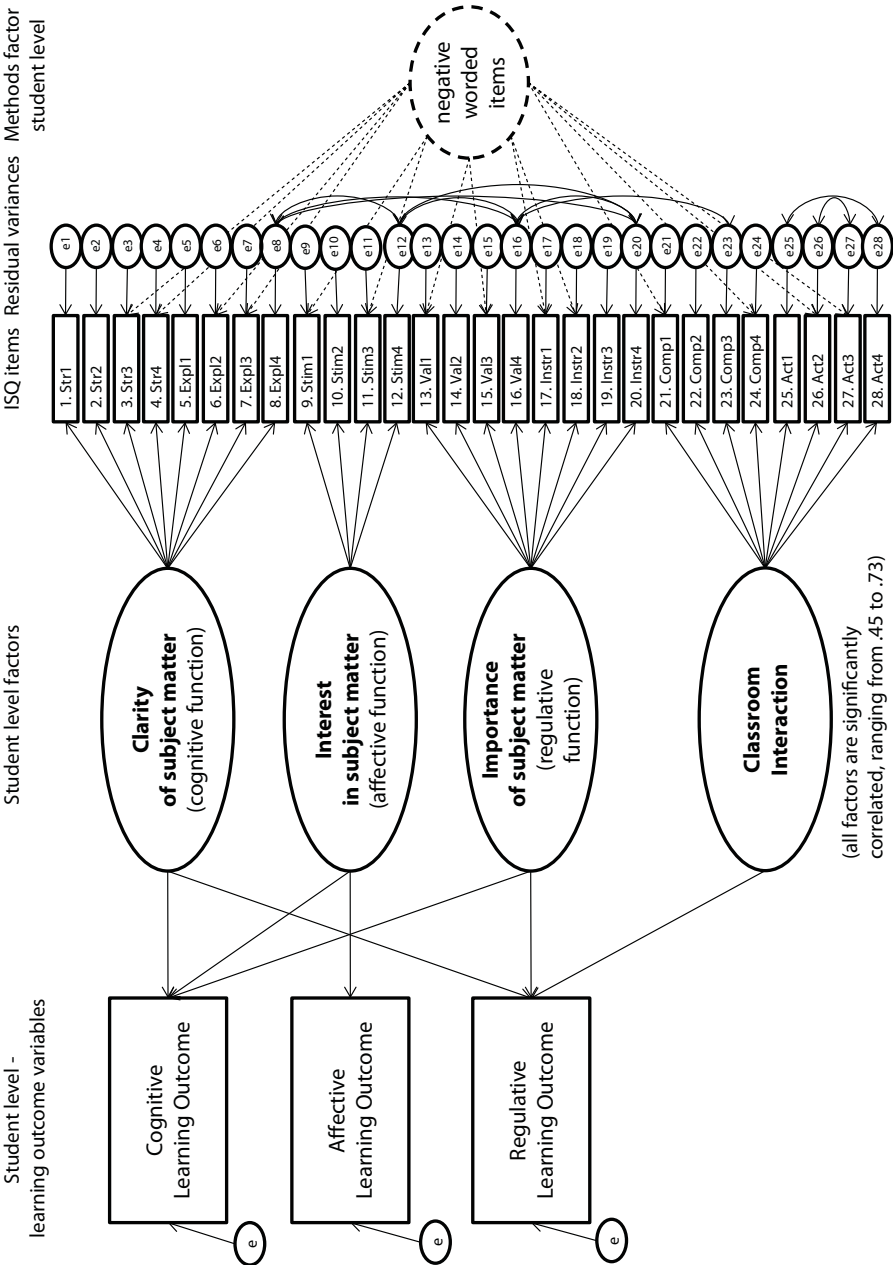 Student level -
learning outcome variables
Student level factors
ISQ items
Residual variances
Methods factor
student level
Cognitive
Learning Outcome
Affective
Learning Outcome
Regulative
Learning Outcome
e
e
e
Clarity
of subject matter
(cognitive function)
Interest
in subject matter
(affective function)
Importance
of subject matter
(regulative
function)
Classroom
Interaction
(all factors are significantly
correlated, ranging from .45 to .73)
1. Str1
2. Str2
3. Str3
4. Str4
5. Expl1
6. Expl2
7. Expl3
8. Expl4
9. Stim1
10. Stim2
11. Stim3
12. Stim4
13. Val1
14. Val2
15. Val3
16. Val4
17. Instr1
18. Instr2
19. Instr3
20. Instr4
21. Comp1
22. Comp2
23. Comp3
24. Comp4
25. Act1
26. Act2
27. Act3
28. Act4
e1
e2
e3
e4
e5
e6
e7
e8
e9
e10
e11
e12
e13
e14
e15
e16
e17
e18
e19
e20
e21
e22
e23
e24
e25
e26
e27
e28
negative
worded
items